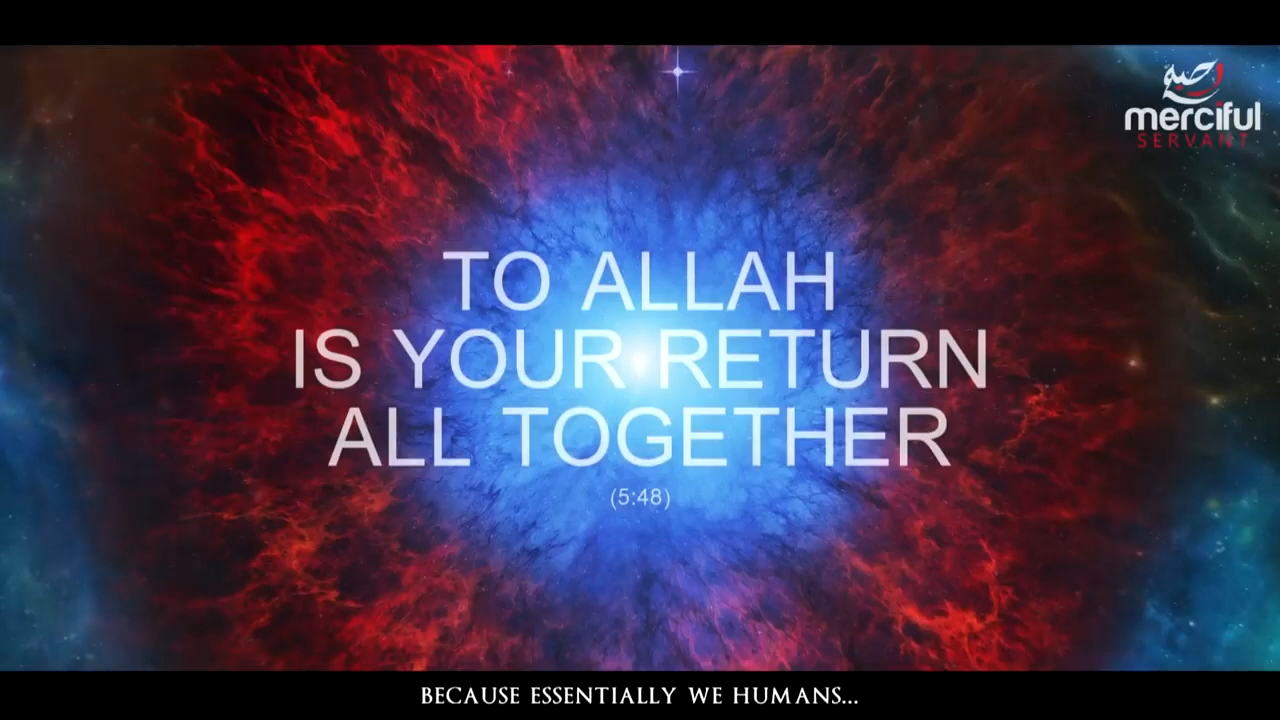 merciful
SERVANT
TO ALLAH
IS YOUR RETURN
ALL TOGETHER
(5:48)
BECAUSE ESSENTIALLY WE HUMANS...